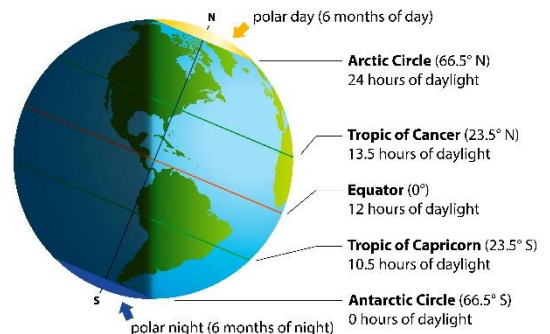 N
polar day (6 months of day)
Arctic Circle (66.5° N)
24 hours of daylight
Tropic of Cancer (23.5° N)
13.5 hours of daylight
Equator (0°)
12 hours of daylight
Tropic of Capricorn (23.5° S)
10.5 hours of daylight
Antarctic Circle (66.5° S)
0 hours of daylight
S
polar night (6 months of night)